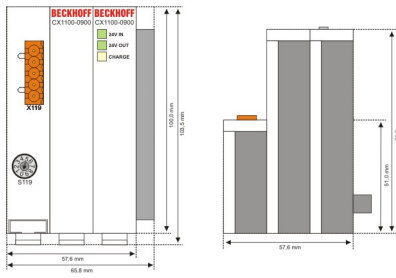 BECKHOFF BECKHOFF
CX1100-0900 CX1100-0900
24V IN
24V OUT
CHARGE
X119
S119
100,0 mm
103,5 mm
57,6 mm
65,8 mm
51,0 mm
57,6 mm